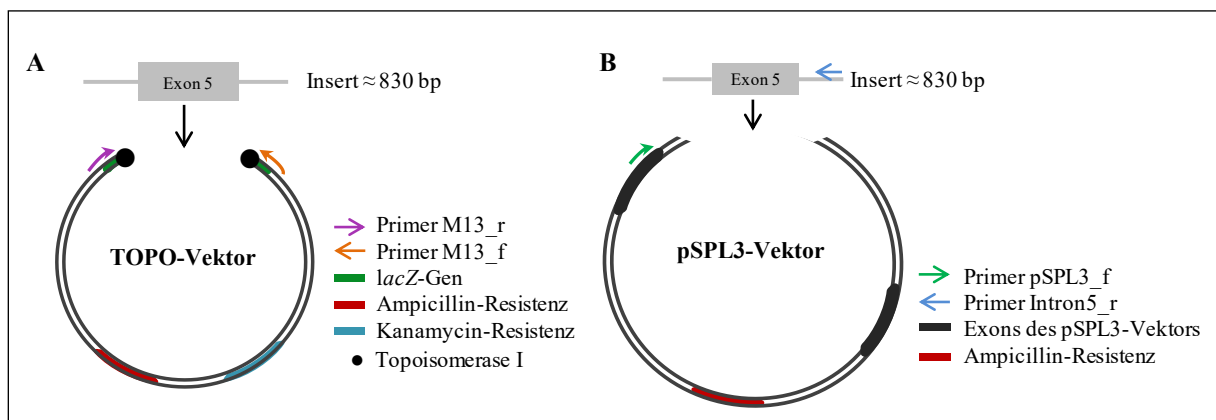 A
Exon 5
Insert ≈ 830 bp
TOPO-Vektor
Primer M13_r
Primer M13_f
lacZ-Gen
Ampicillin-Resistenz
Kanamycin-Resistenz
Topoisomerase I
B
Exon 5
Insert ≈ 830 bp
pSPL3-Vektor
Primer pSPL3_f
Primer Intron5_r
Exons des pSPL3-Vektors
Ampicillin-Resistenz